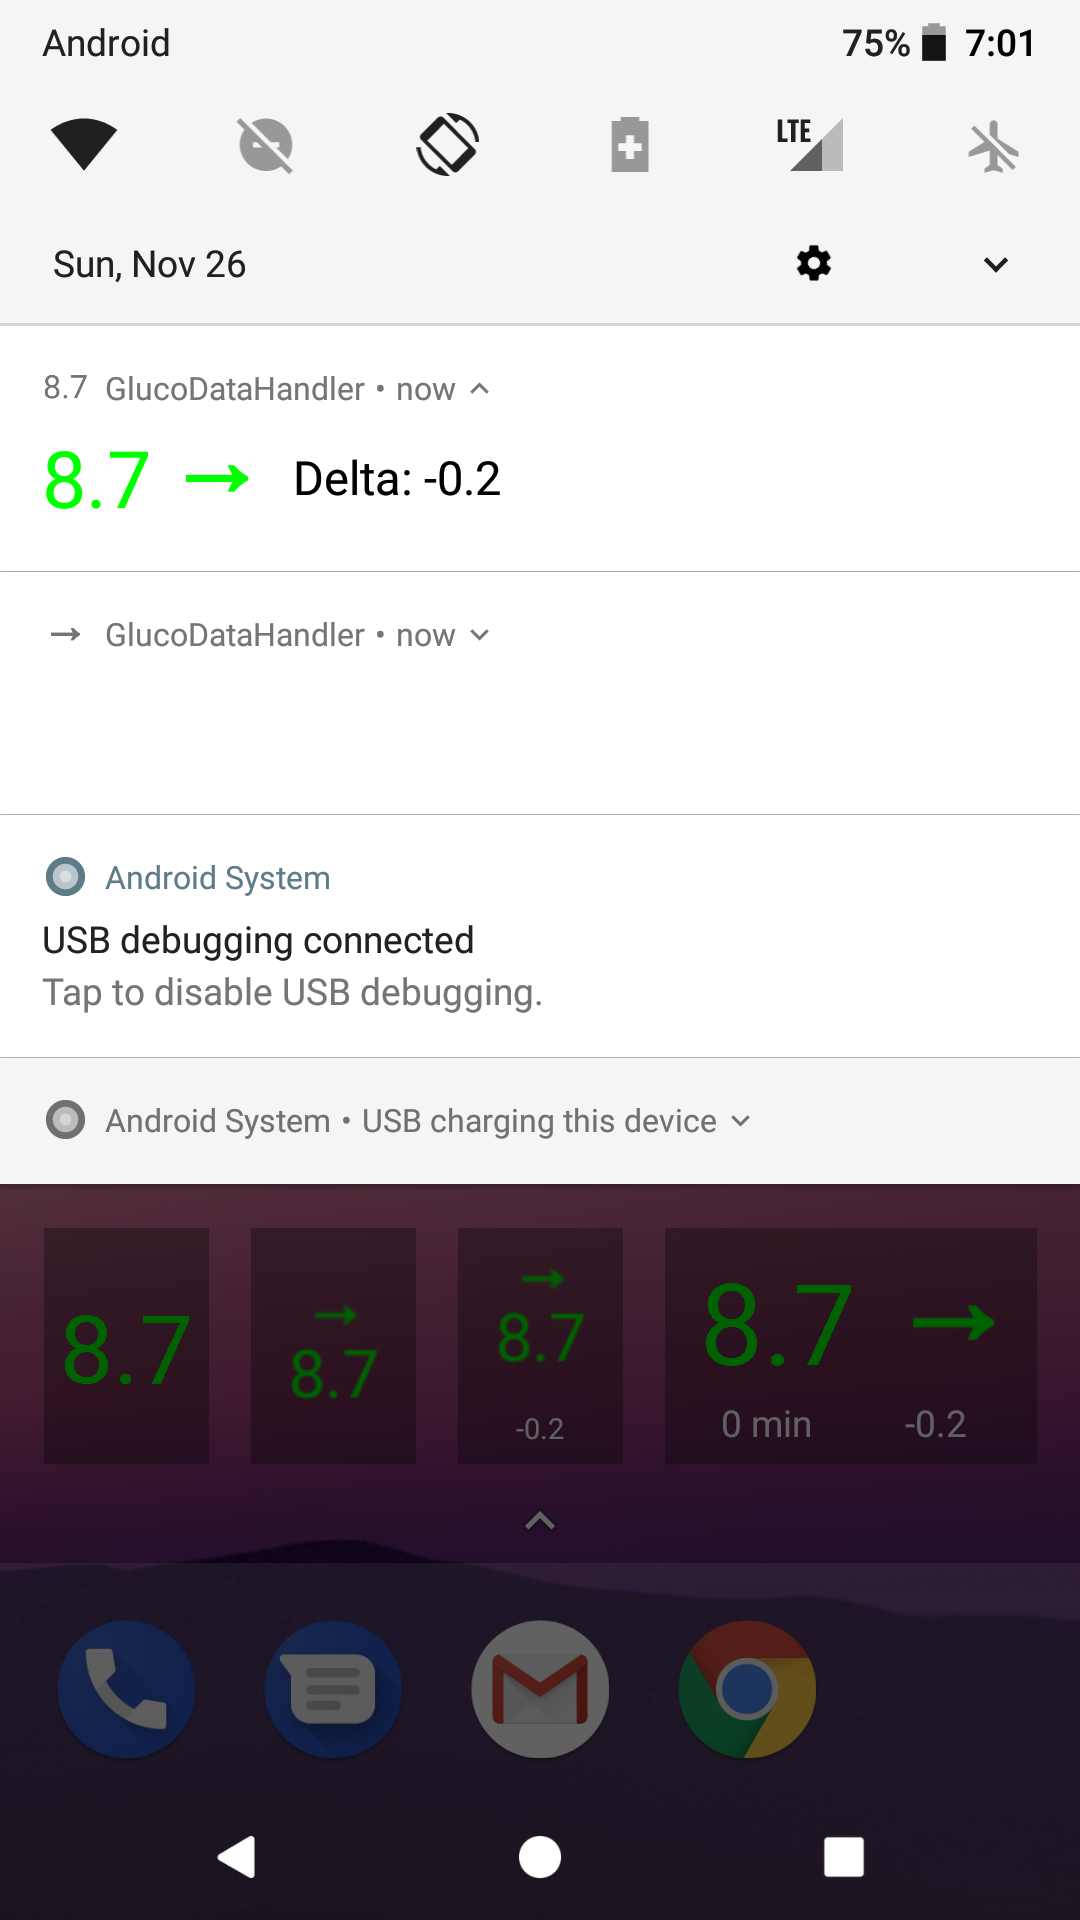 Android 75% 7:01
LTE
Sun, Nov 26
8.7 GlucoDataHandler • now
8.7 → Delta: -0.2
→ GlucoDataHandler • now
Android System
USB debugging connected
Tap to disable USB debugging.
Android System • USB charging this device
8.7
→
8.7
→
8.7
-0.2
8.7 →
0 min -0.2